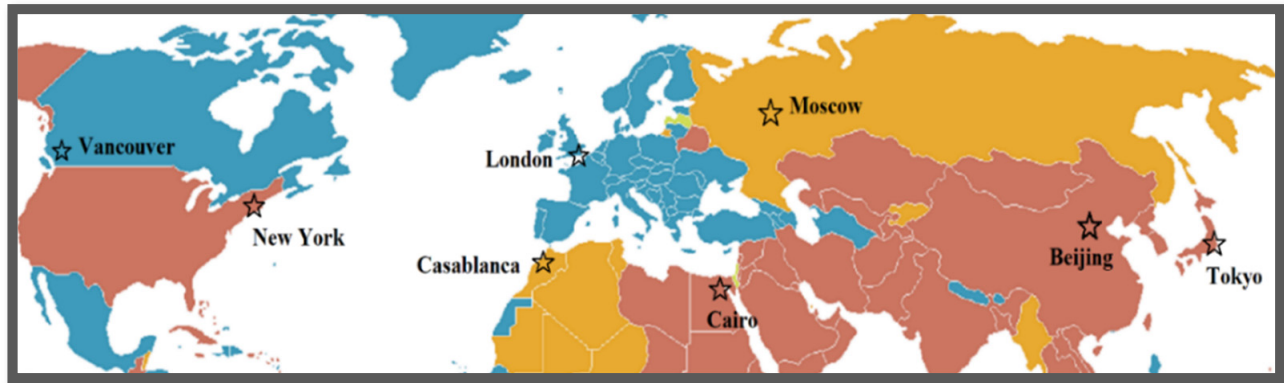 Moscow
Vancouver
London
New York
Casablanca
Beijing
Tokyo
Cairo